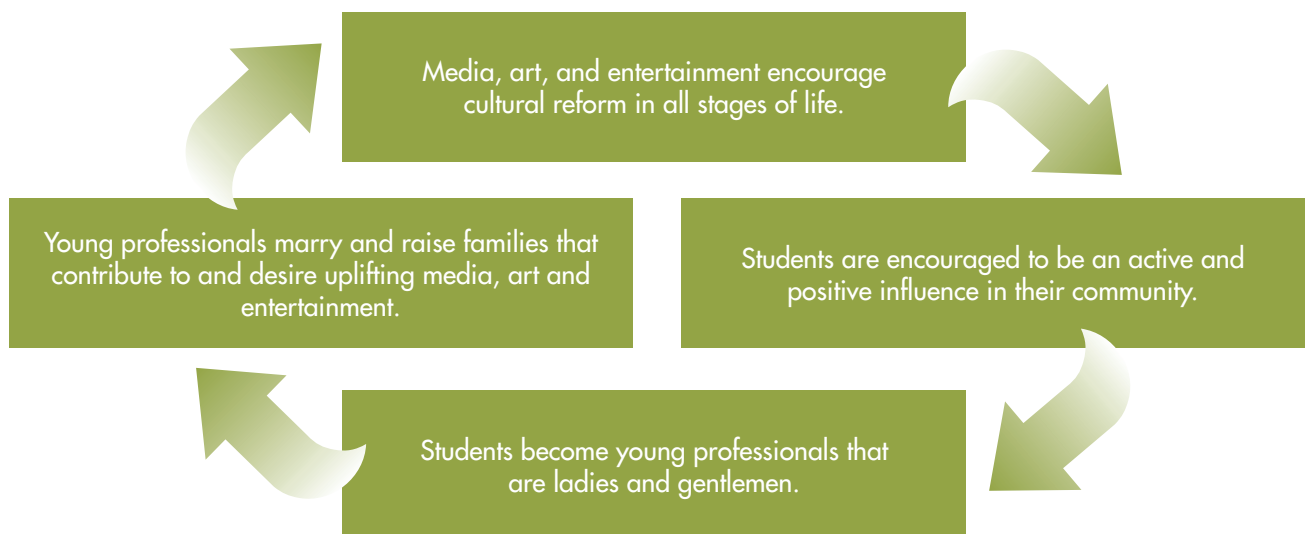 Media, art, and entertainment encourage
cultural reform in all stages of life.
Students are encouraged to be an active and
positive influence in their community.
Students become young professionals that
are ladies and gentlemen.
Young professionals marry and raise families that
contribute to and desire uplifting media, art and
entertainment.